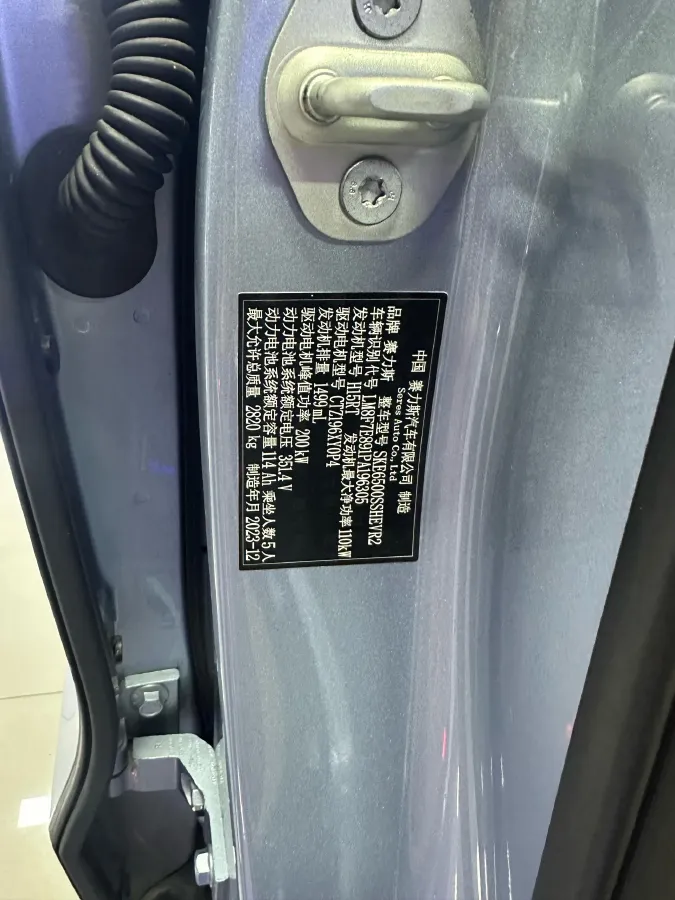 中国 赛力斯汽车有限公司 制造
Seres Auto Co., Ltd
品牌 赛力斯 整车型号 SKE6500SSHEVR2
车辆识别代号 LM8F7E891PA196305
发动机型号 H15RT 发动机最大净功率 110kW
驱动电机型号 CTZ196XY0P4
发动机排量 1499 mL
驱动电机峰值功率 200 kW
动力电池系统额定电压 351.4 V
动力电池系统额定容量 114 Ah 乘坐人数 5 人
最大允许总质量 2820 kg 制造年月 2023-12